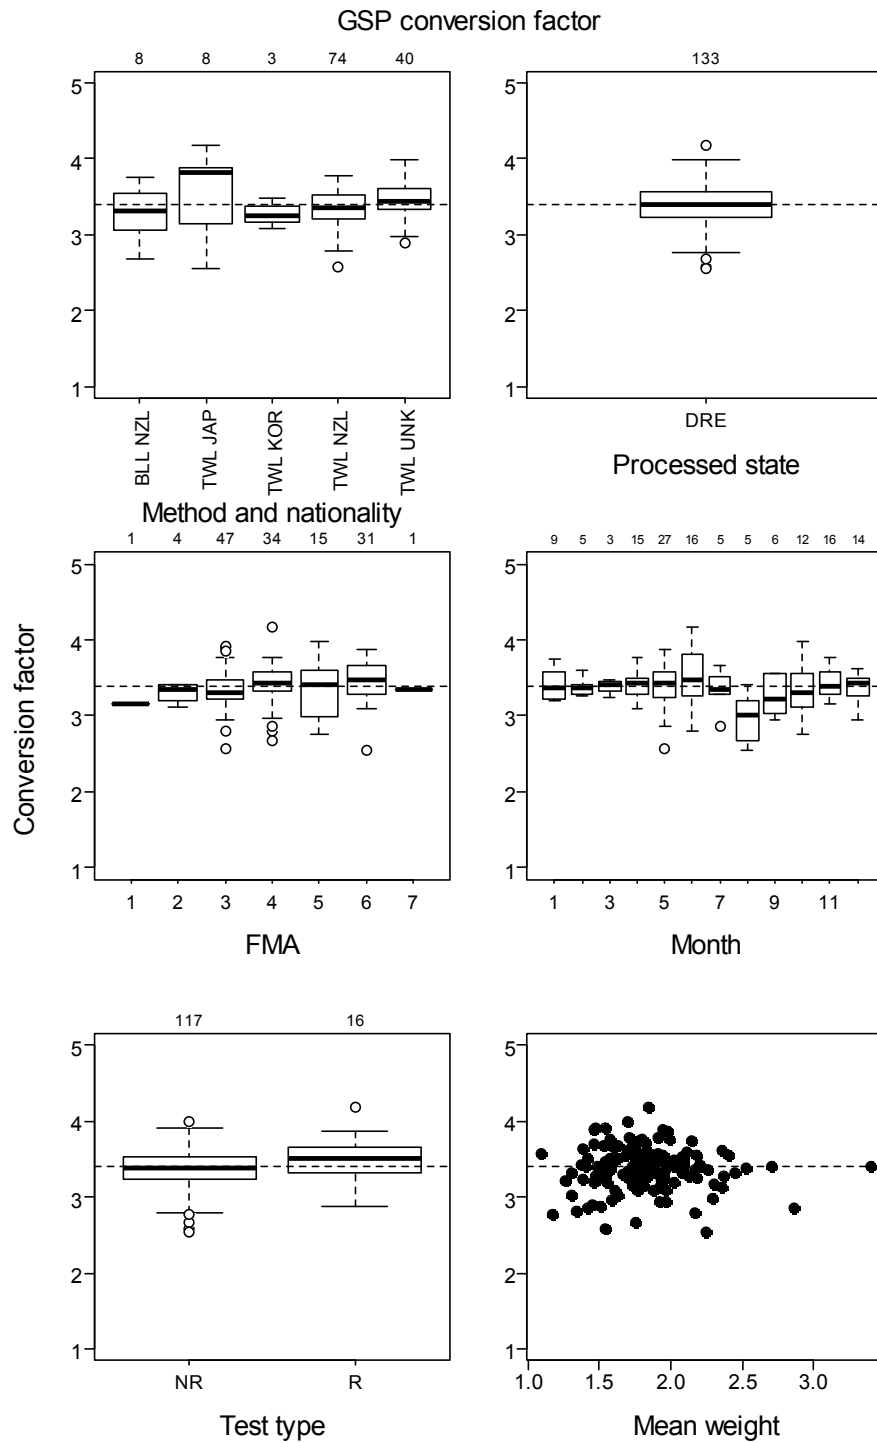 GSP conversion factor
8 8 3 74 40
5
4
3
2
1
BLL NZL
TWL JAP
TWL KOR
TWL NZL
TWL UNK
Method and nationality
133
5
4
3
2
1
DRE
Processed state
Conversion factor
1 4 47 34 15 31 1
5
4
3
2
1
1 2 3 4 5 6 7
FMA
9 5 3 15 27 16 5 5 6 12 16 14
5
4
3
2
1
1 3 5 7 9 11
Month
117 16
5
4
3
2
1
NR R
Test type
5
4
3
2
1
1.0 1.5 2.0 2.5 3.0
Mean weight